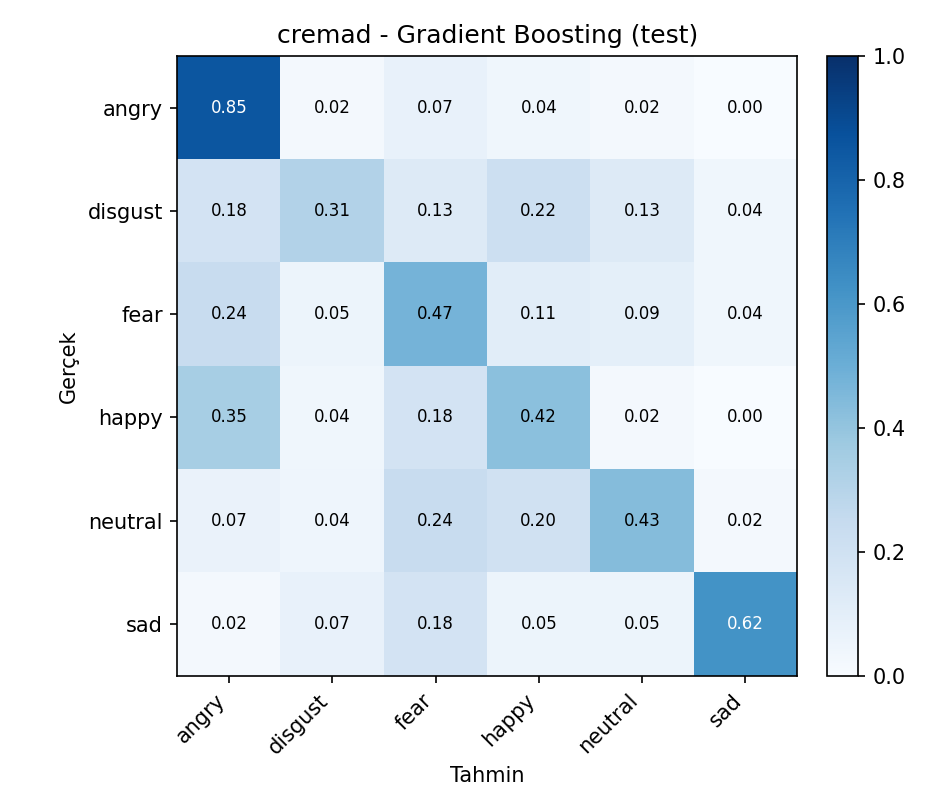 cremad - Gradient Boosting (test)
angry 0.85 0.02 0.07 0.04 0.02 0.00
disgust 0.18 0.31 0.13 0.22 0.13 0.04
fear 0.24 0.05 0.47 0.11 0.09 0.04
happy 0.35 0.04 0.18 0.42 0.02 0.00
neutral 0.07 0.04 0.24 0.20 0.43 0.02
sad 0.02 0.07 0.18 0.05 0.05 0.62
Gerçek
angry disgust fear happy neutral sad
Tahmin
1.0
0.8
0.6
0.4
0.2
0.0